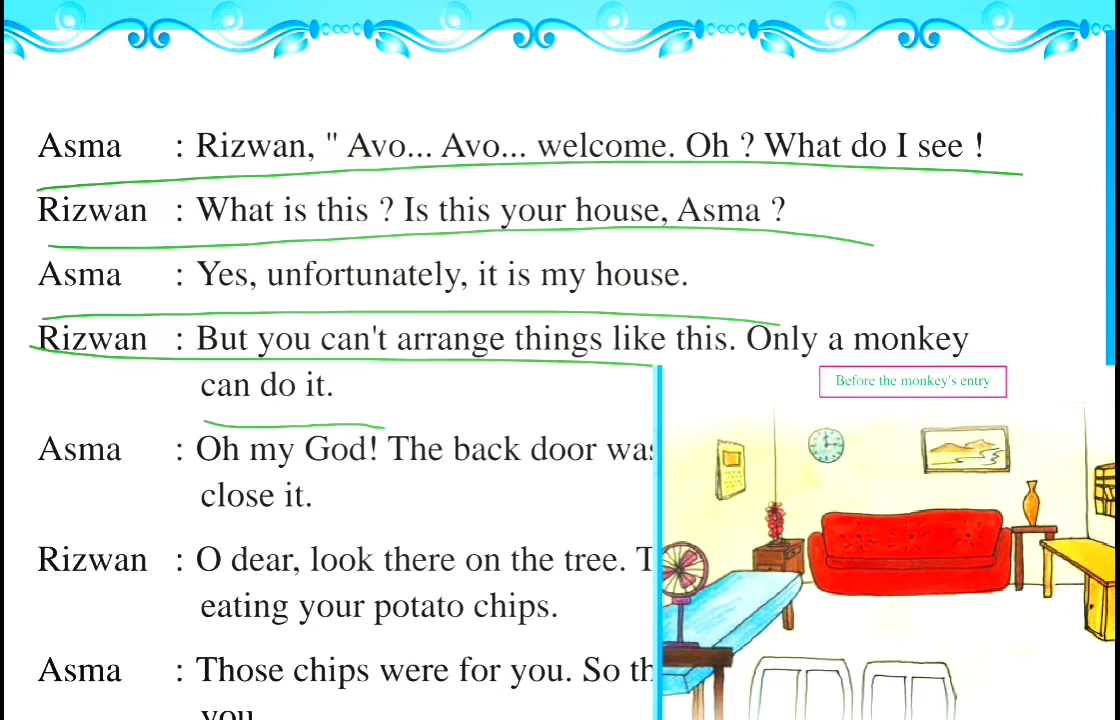 Asma : Rizwan, " Avo... Avo... welcome. Oh ? What do I see !
Rizwan : What is this ? Is this your house, Asma ?
Asma : Yes, unfortunately, it is my house.
Rizwan : But you can't arrange things like this. Only a monkey
can do it.
Before the monkey's entry
Asma : Oh my God! The back door was
close it.
Rizwan : O dear, look there on the tree. T
eating your potato chips.
Asma : Those chips were for you. So th
you